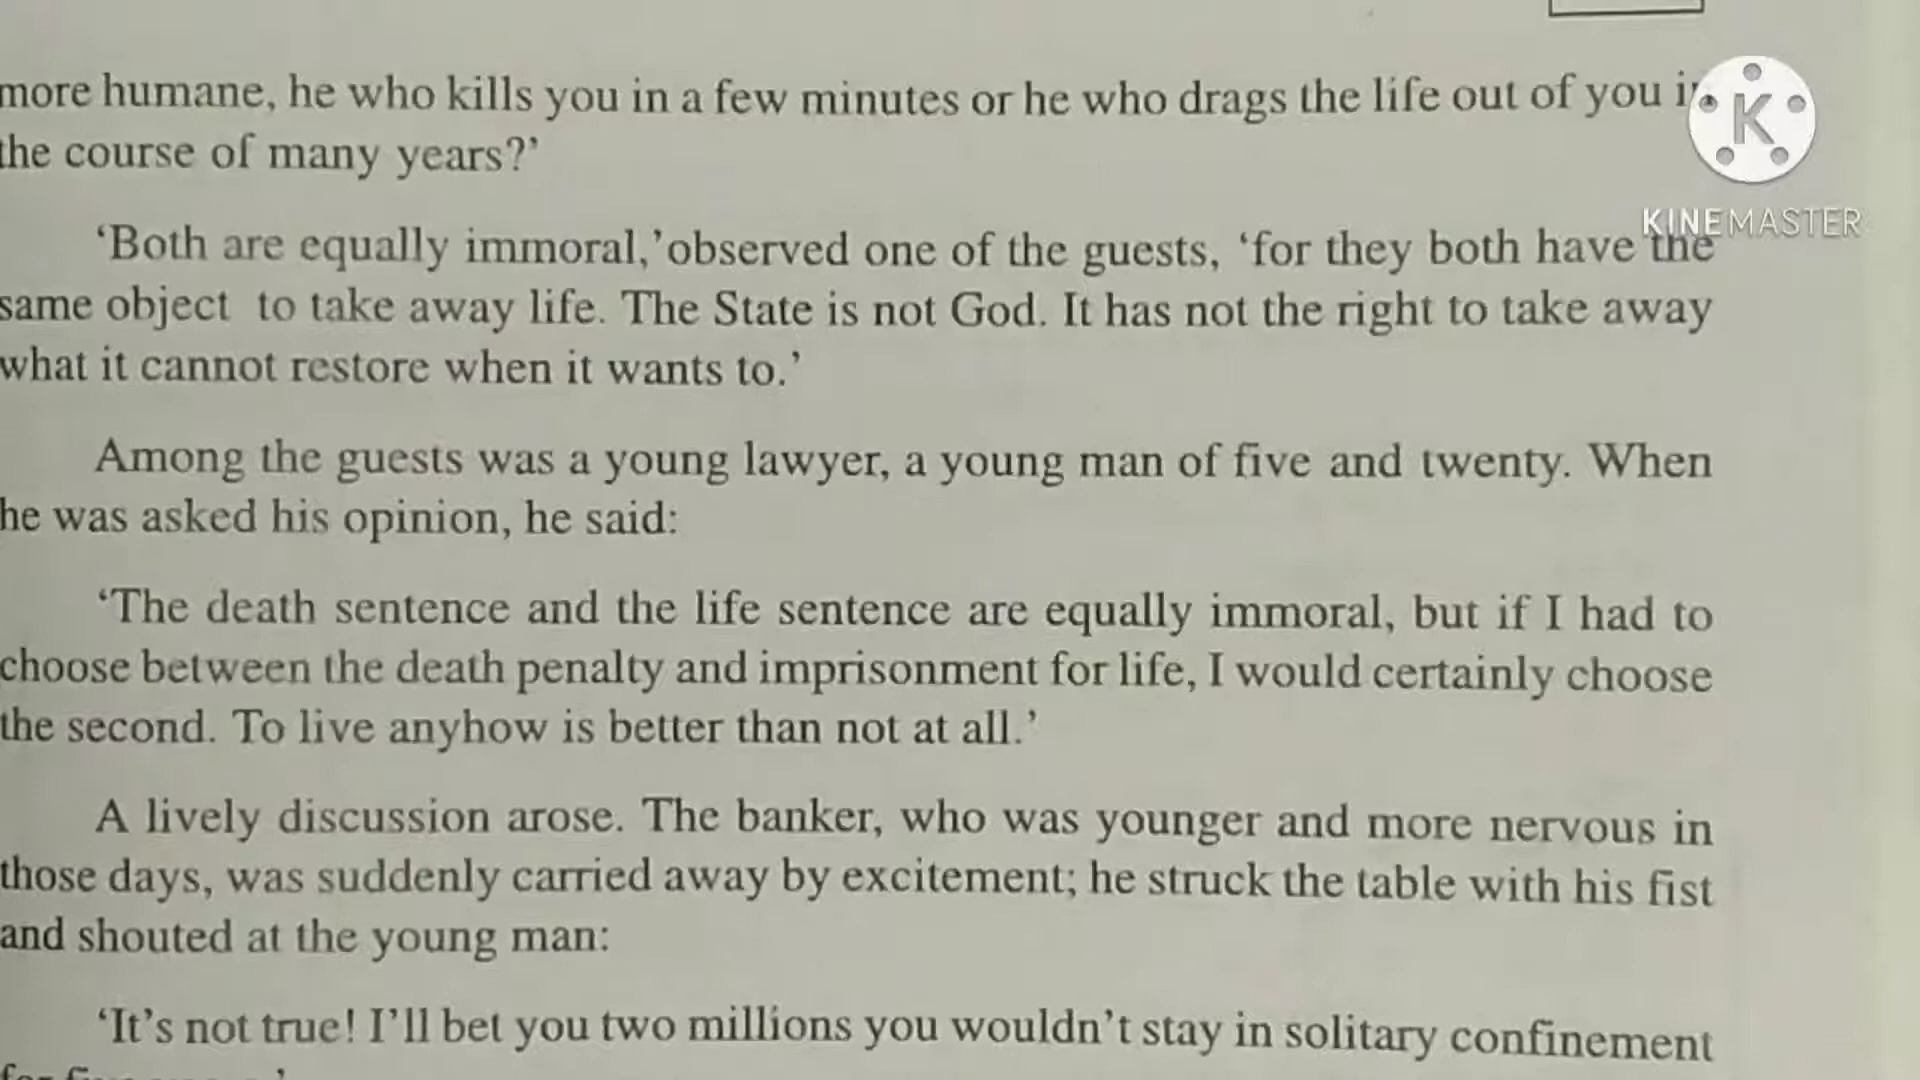 more humane, he who kills you in a few minutes or he who drags the life out of you in
the course of many years?’
‘Both are equally immoral,’observed one of the guests, ‘for they both have the
same object to take away life. The State is not God. It has not the right to take away
what it cannot restore when it wants to.’
Among the guests was a young lawyer, a young man of five and twenty. When
he was asked his opinion, he said:
‘The death sentence and the life sentence are equally immoral, but if I had to
choose between the death penalty and imprisonment for life, I would certainly choose
the second. To live anyhow is better than not at all.’
A lively discussion arose. The banker, who was younger and more nervous in
those days, was suddenly carried away by excitement; he struck the table with his fist
and shouted at the young man:
‘It’s not true! I’ll bet you two millions you wouldn’t stay in solitary confinement
K
KINEMASTER